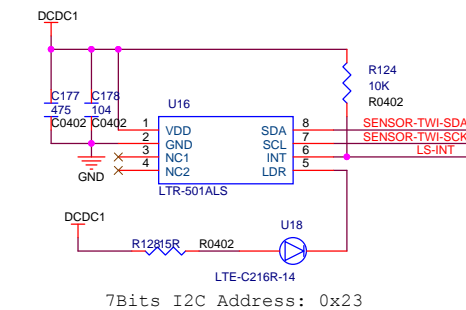 DCDC1
C177
475
C0402
C178
104
C0402
GND
U16
1
2
3
4
VDD
GND
NC1
NC2
SDA
SCL
INT
LDR
8
7
6
5
LTR-501ALS
R124
10K
R0402
SENSOR-TWI-SDA
SENSOR-TWI-SCK
LS-INT
DCDC1
R128
15R
R0402
U18
LTE-C216R-14
7Bits I2C Address: 0x23